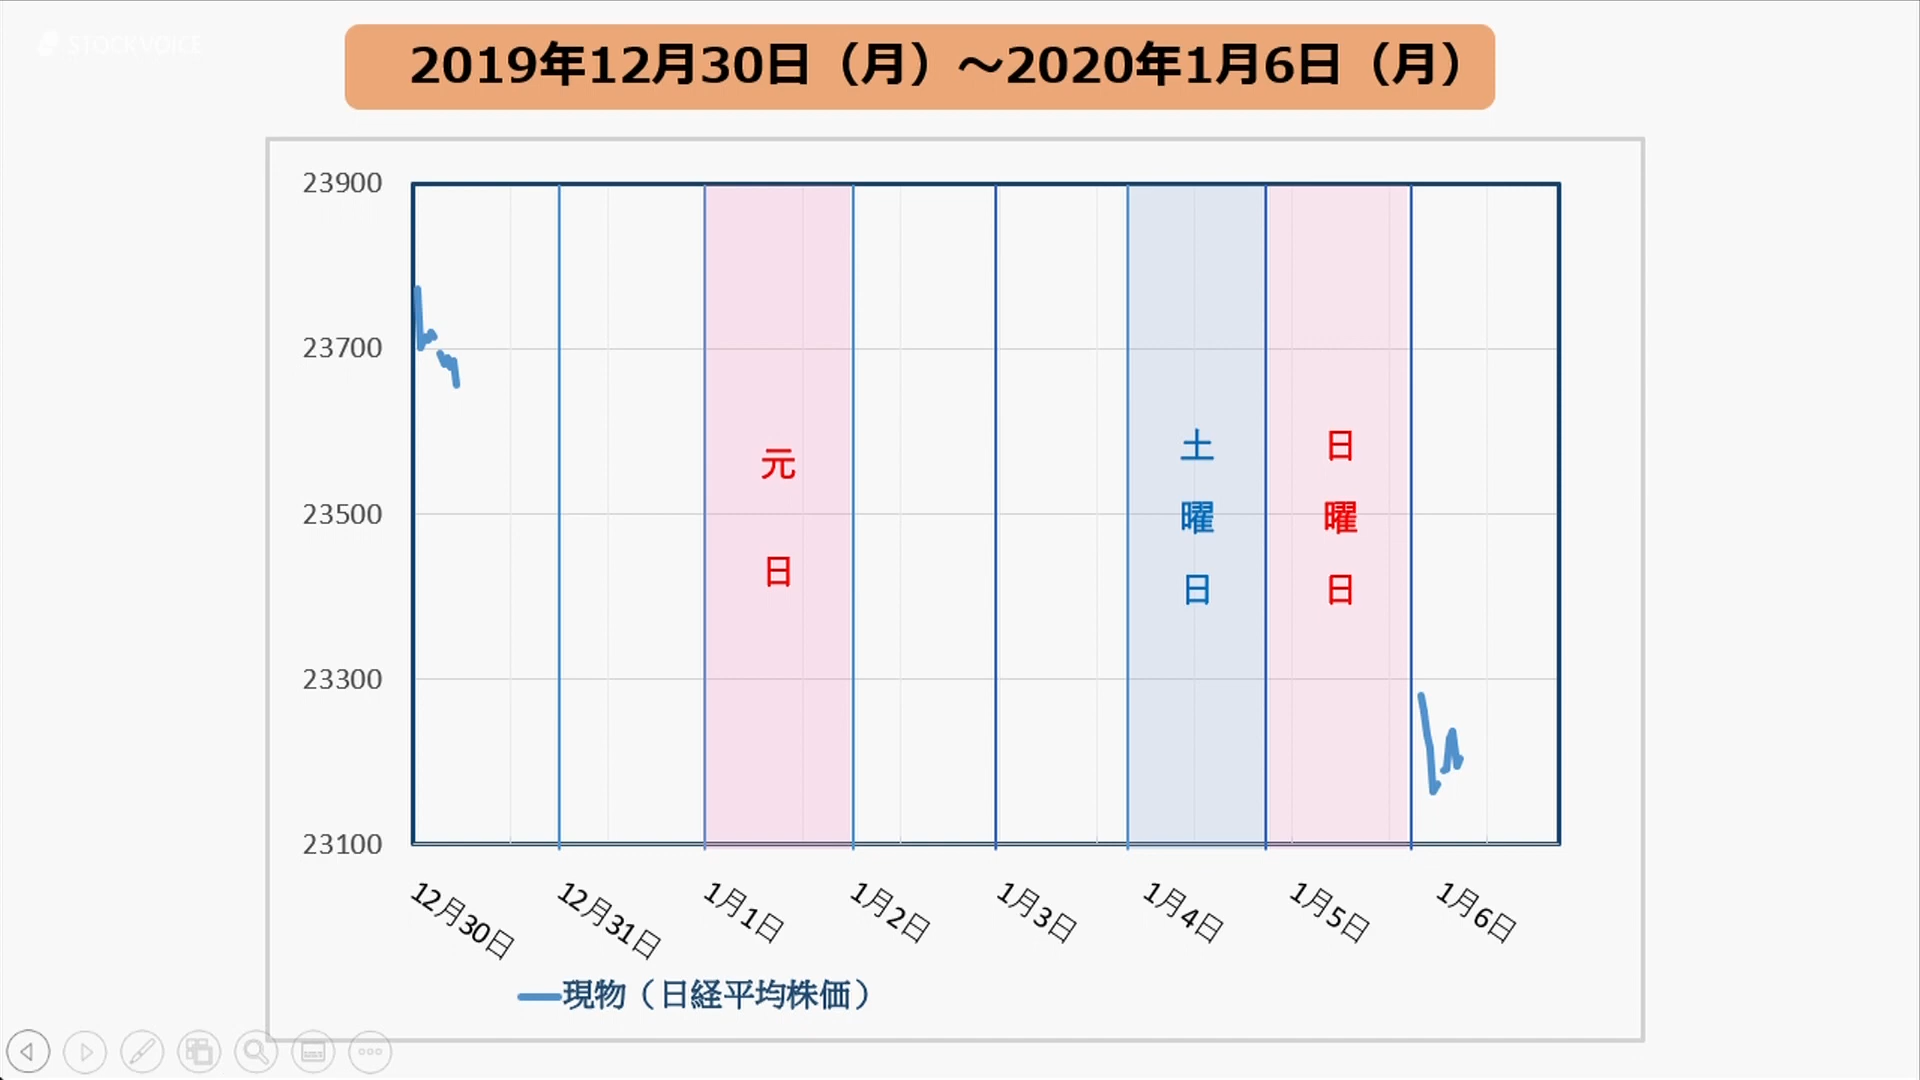 STOCKVOICE
2019年12月30日（月）～2020年1月6日（月）
23900
23700
23500
23300
23100
元日
土曜日
日曜日
12月30日
12月31日
1月1日
1月2日
1月3日
1月4日
1月5日
1月6日
現物（日経平均株価）